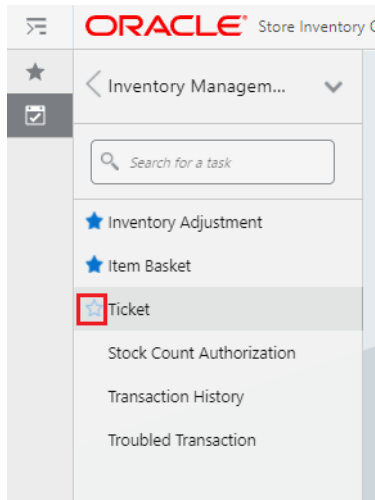 ORACLE® Store Inventory
Inventory Managem...
Search for a task
Inventory Adjustment
Item Basket
Ticket
Stock Count Authorization
Transaction History
Troubled Transaction